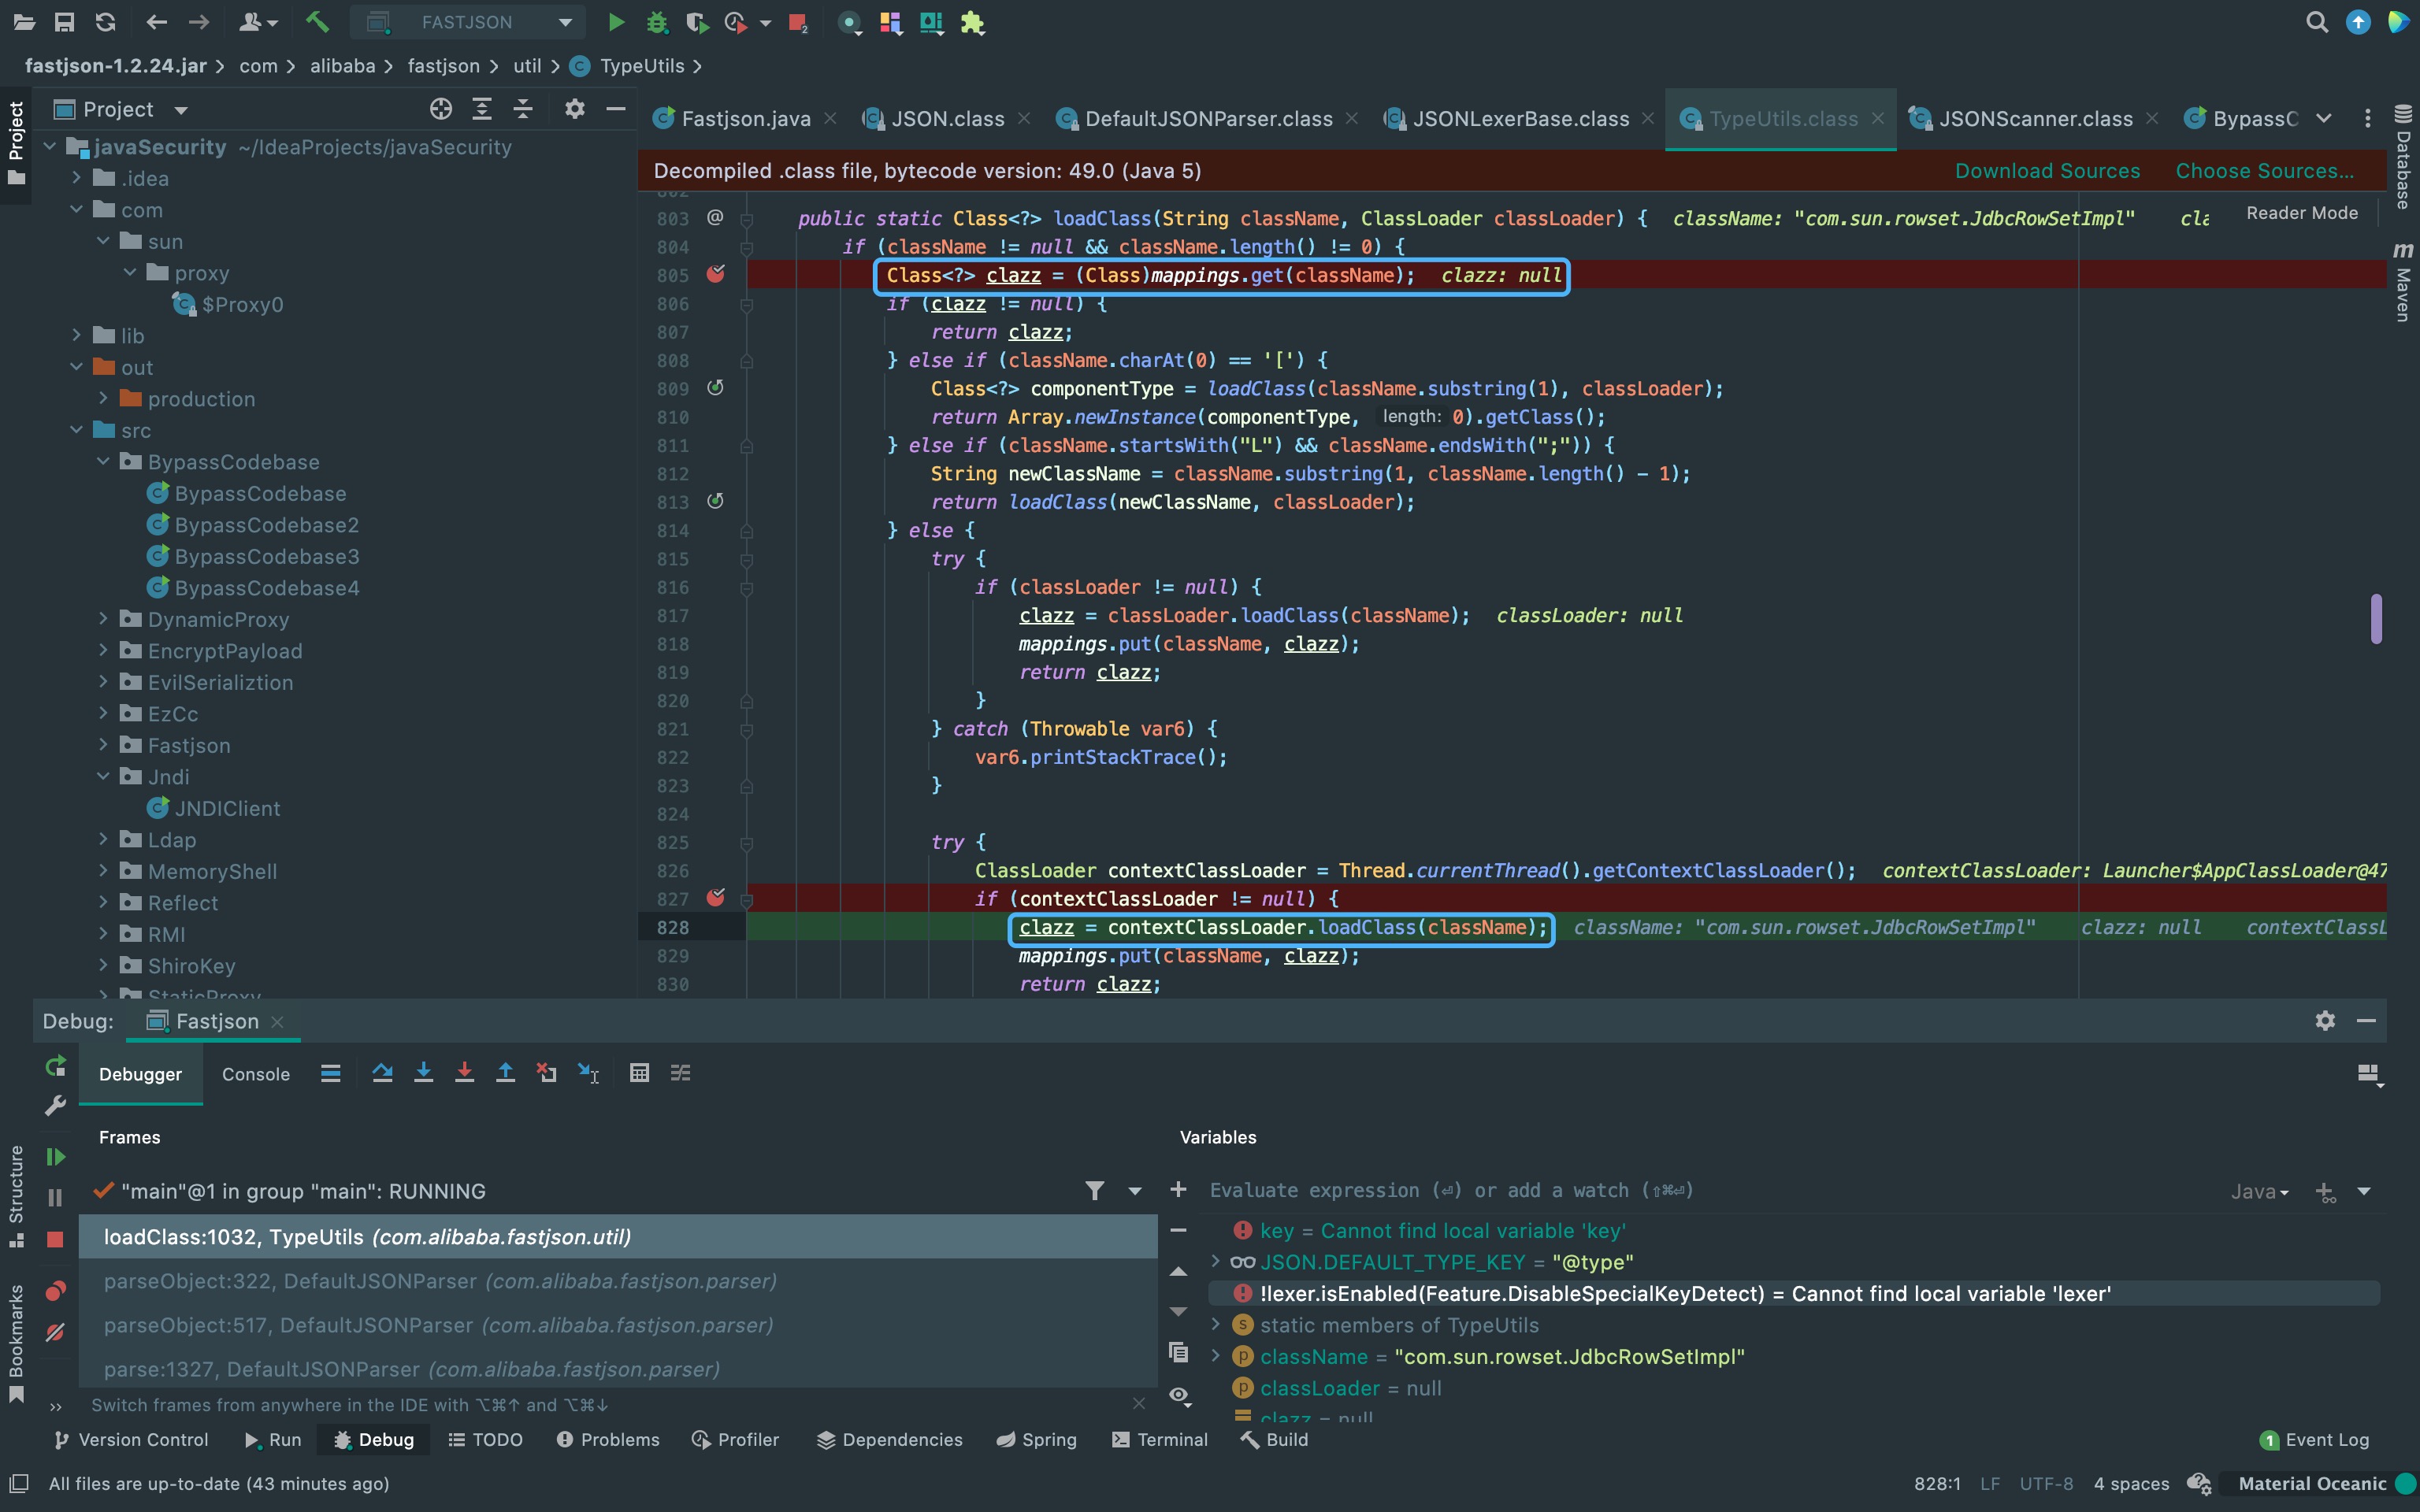 FASTJSON
fastjson-1.2.24.jar > com > alibaba > fastjson > util > TypeUtils >
Project
Project
Fastjson.java
JSON.class
DefaultJSONParser.class
JSONLexerBase.class
TypeUtils.class
JSONScanner.class
BypassC
Decompiled .class file, bytecode version: 49.0 (Java 5)
Download Sources
Choose Sources...
Reader Mode
Database
Maven
javaSecurity ~/IdeaProjects/javaSecurity
.idea
com
sun
proxy
$Proxy0
lib
out
production
src
BypassCodebase
BypassCodebase
BypassCodebase2
BypassCodebase3
BypassCodebase4
DynamicProxy
EncryptPayload
EvilSerializtion
EzCc
Fastjson
Jndi
JNDIClient
Ldap
MemoryShell
Reflect
RMI
ShiroKey
StaticProxy
802
803 @ public static Class<?> loadClass(String className, ClassLoader classLoader) { className: "com.sun.rowset.JdbcRowSetImpl" cla
804 if (className != null && className.length() != 0) {
805 Class<?> clazz = (Class)mappings.get(className); clazz: null
806 if (clazz != null) {
807 return clazz;
808 } else if (className.charAt(0) == '[') {
809 Class<?> componentType = loadClass(className.substring(1), classLoader);
810 return Array.newInstance(componentType, length: 0).getClass();
811 } else if (className.startsWith("L") && className.endsWith(";")) {
812 String newClassName = className.substring(1, className.length() - 1);
813 return loadClass(newClassName, classLoader);
814 } else {
815 try {
816 if (classLoader != null) {
817 clazz = classLoader.loadClass(className); classLoader: null
818 mappings.put(className, clazz);
819 return clazz;
820 }
821 } catch (Throwable var6) {
822 var6.printStackTrace();
823 }
824
825 try {
826 ClassLoader contextClassLoader = Thread.currentThread().getContextClassLoader(); contextClassLoader: Launcher$AppClassLoader@47
827 if (contextClassLoader != null) {
828 clazz = contextClassLoader.loadClass(className); className: "com.sun.rowset.JdbcRowSetImpl" clazz: null contextClassL
829 mappings.put(className, clazz);
830 return clazz;
Debug: Fastjson
Debugger
Console
Structure
Bookmarks
Frames
"main"@1 in group "main": RUNNING
loadClass:1032, TypeUtils (com.alibaba.fastjson.util)
parseObject:322, DefaultJSONParser (com.alibaba.fastjson.parser)
parseObject:517, DefaultJSONParser (com.alibaba.fastjson.parser)
parse:1327, DefaultJSONParser (com.alibaba.fastjson.parser)
Switch frames from anywhere in the IDE with ⌥⌘↑ and ⌥⌘↓
Variables
Evaluate expression (⏎) or add a watch (⇧⌘⏎)
Java
key = Cannot find local variable 'key'
JSON.DEFAULT_TYPE_KEY = "@type"
!lexer.isEnabled(Feature.DisableSpecialKeyDetect) = Cannot find local variable 'lexer'
static members of TypeUtils
className = "com.sun.rowset.JdbcRowSetImpl"
classLoader = null
clazz = null
Version Control
Run
Debug
TODO
Problems
Profiler
Dependencies
Spring
Terminal
Build
1 Event Log
All files are up-to-date (43 minutes ago)
828:1 LF UTF-8 4 spaces Material Oceanic